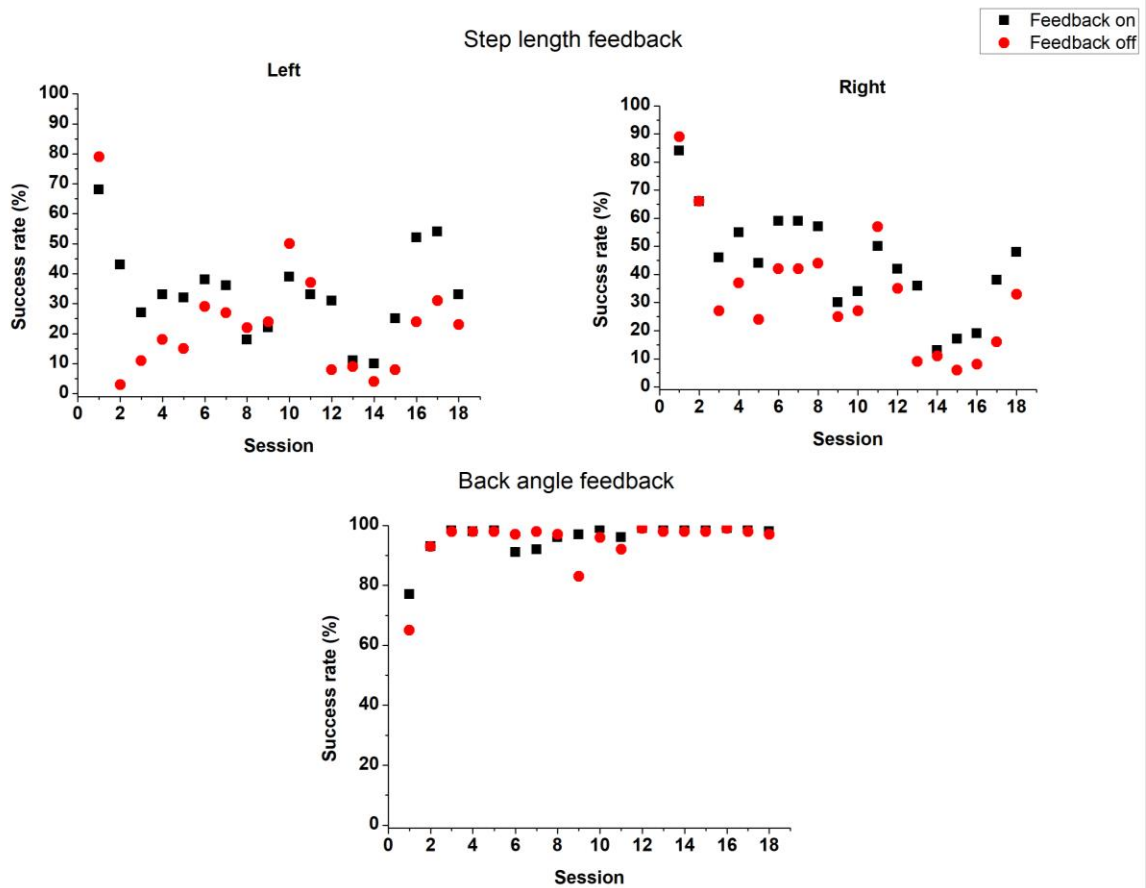 Feedback on
Feedback off
Step length feedback
Left
100
90
80
70
60
50
40
30
20
10
0
Success rate (%)
0 2 4 6 8 10 12 14 16 18
Session
Right
100
90
80
70
60
50
40
30
20
10
0
Succss rate (%)
0 2 4 6 8 10 12 14 16 18
Session
Back angle feedback
100
80
60
40
20
0
Success rate (%)
0 2 4 6 8 10 12 14 16 18
Session